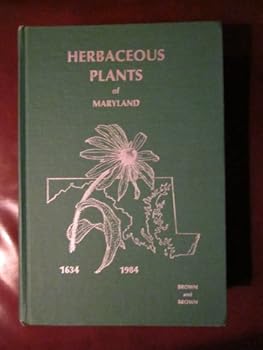 HERBACEOUS
PLANTS
of
MARYLAND
1634 1984
BROWN
and
BROWN